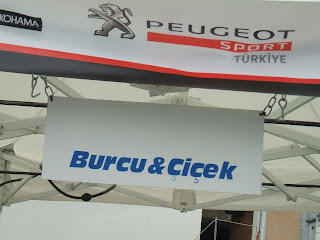 YOKOHAMA
PEUGEOT
SPORT
TÜRKİYE
Burcu & Çiçek